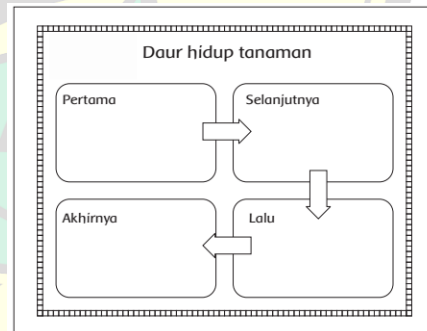 Daur hidup tanaman
Pertama
Selanjutnya
Akhirnya
Lalu